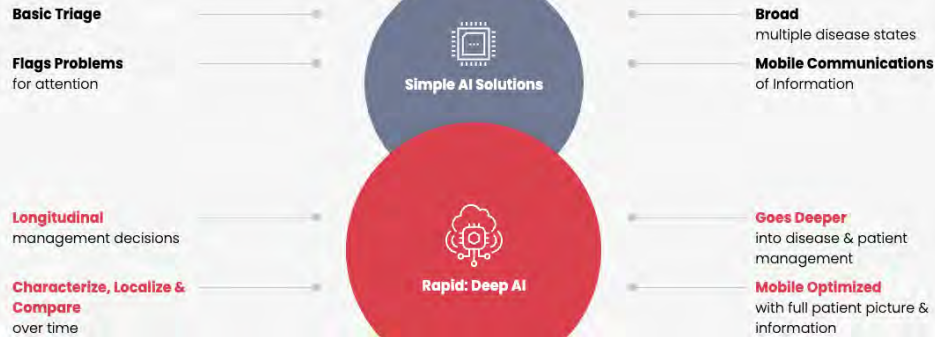 Basic Triage
Flags Problems
for attention
Simple AI Solutions
Broad
multiple disease states
Mobile Communications
of Information
Longitudinal
management decisions
Characterize, Localize &
Compare
over time
Rapid: Deep AI
Goes Deeper
into disease & patient
management
Mobile Optimized
with full patient picture &
information